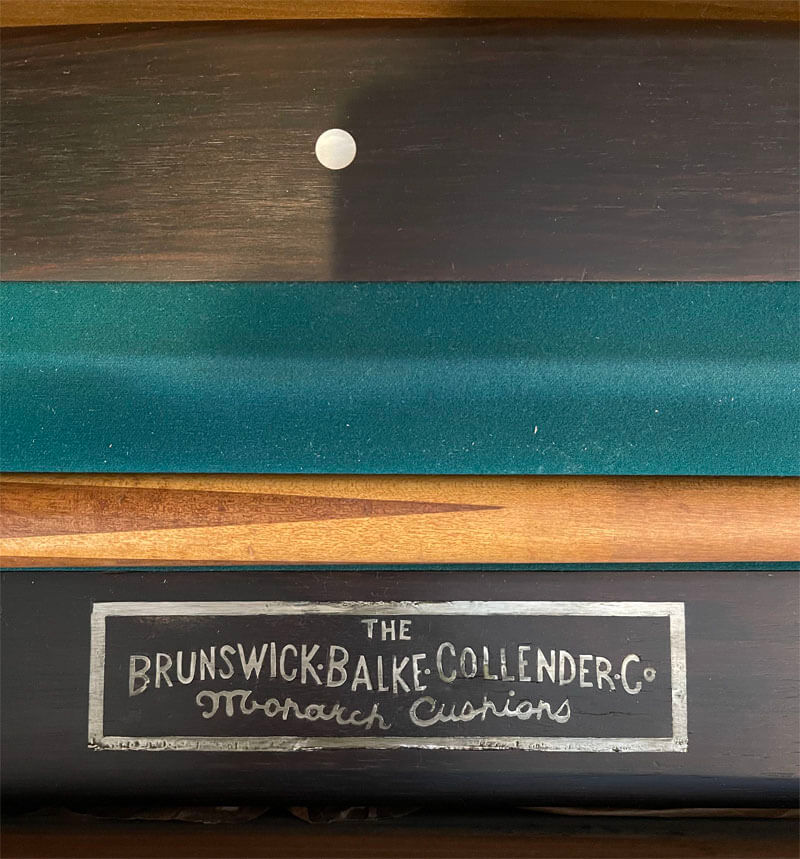 THE
BRUNSWICK·BALKE·COLLENDER·Co
Monarch Cushions